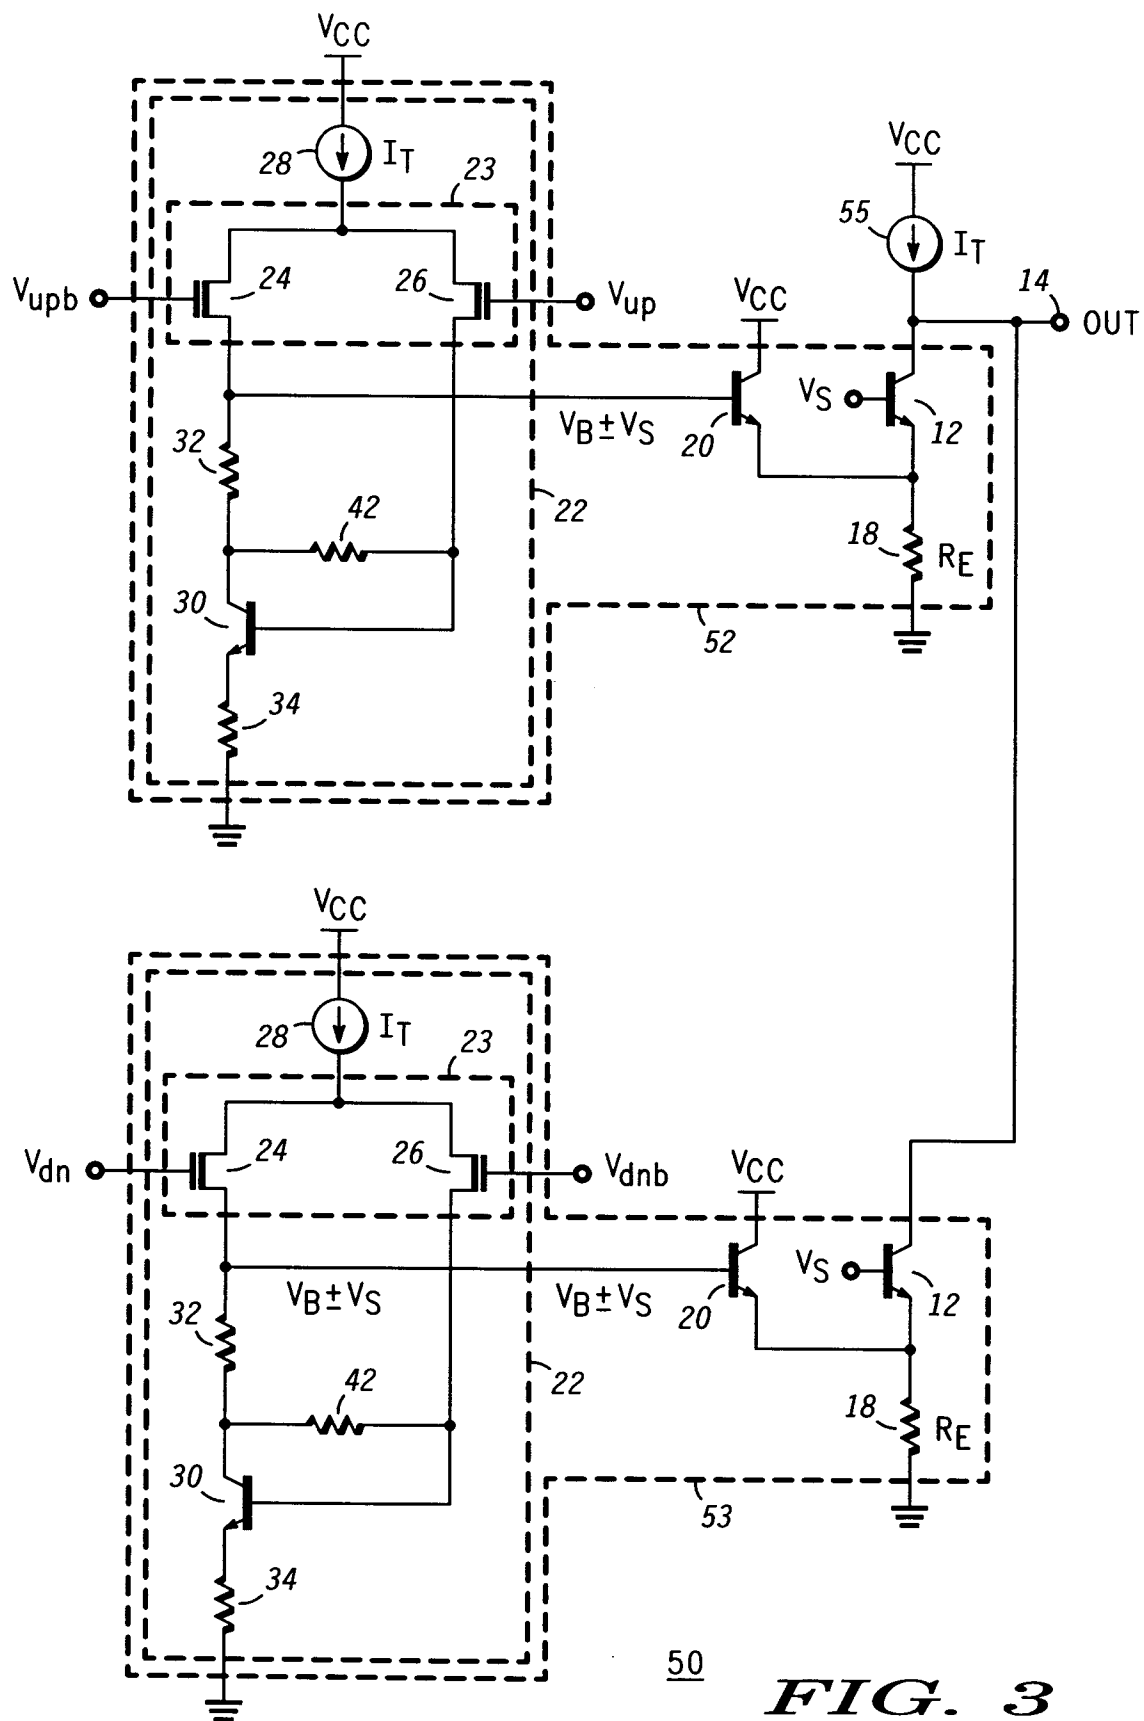 VCC
28 IT
23
VCC
55 IT
14 OUT
Vupb 24 26 Vup
VCC
VS
VB±VS 20 12
32
42 22
18 RE
30
52
34
VCC
28 IT
23
Vdn 24 26 Vdnb
VCC
VS
VB±VS VB±VS 20 12
32
42 22
18 RE
30
53
34
50
FIG. 3